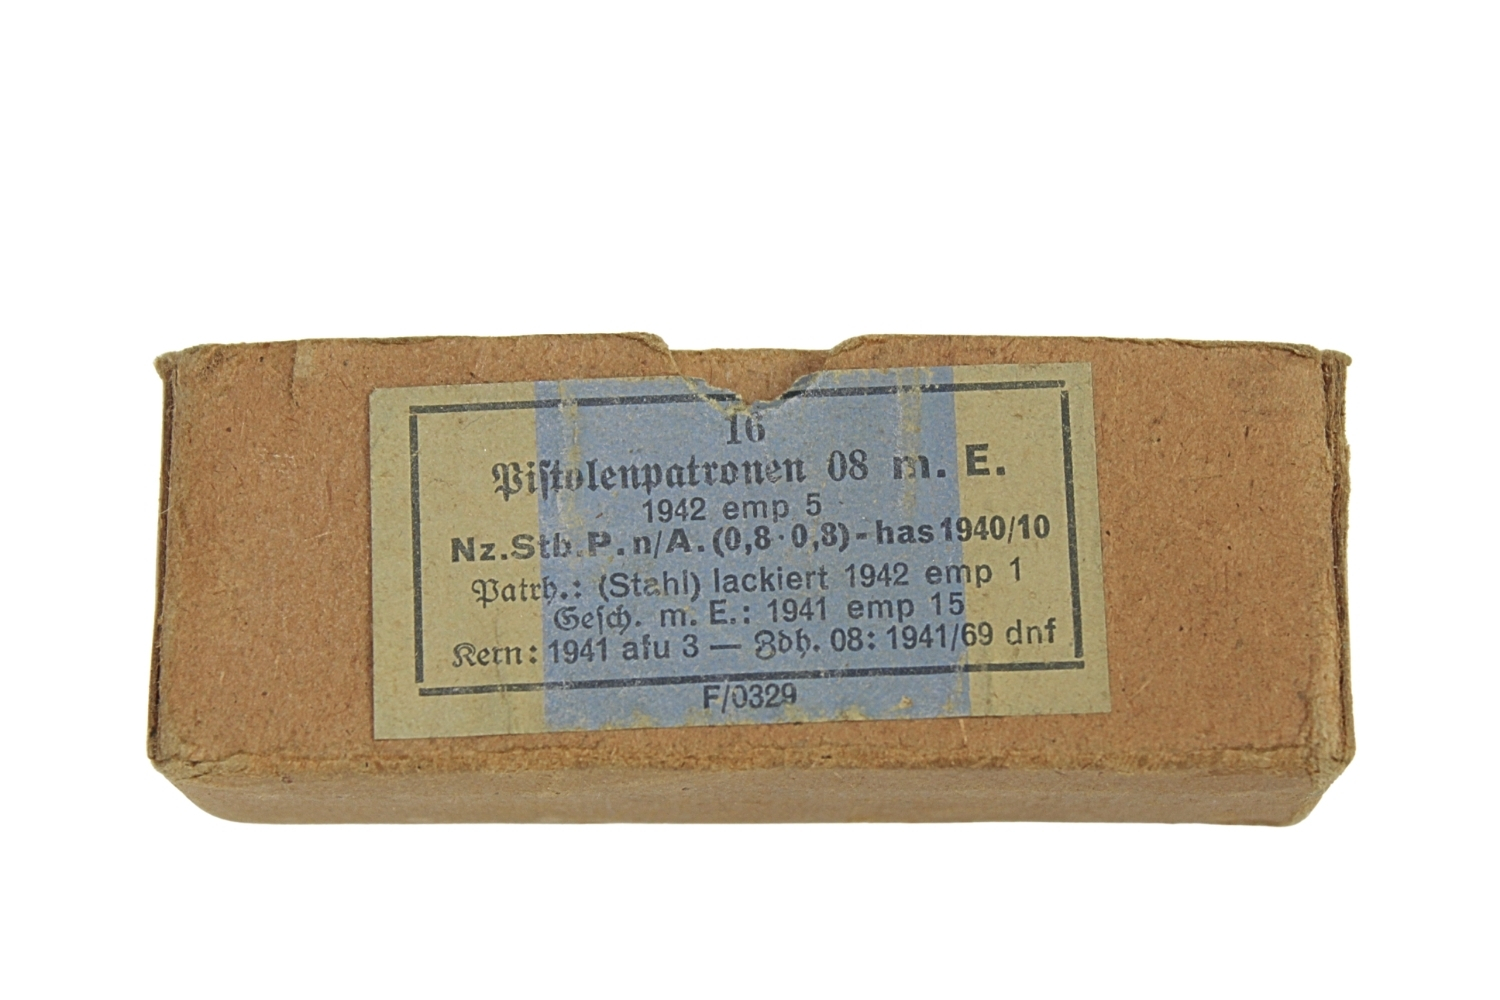 16
Piſtolenpatronen 08 m. E.
1942 emp 5
Nz. Stb. P. n/A. (0,8·0,8) - has 1940/10
Patrh.: (Stahl) lackiert 1942 emp 1
Geſch. m. E.: 1941 emp 15
Kern: 1941 afu 3 — Zdh. 08: 1941/69 dnf
F/0329